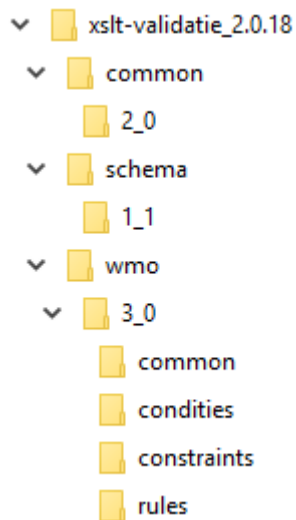 xslt-validatie_2.0.18
common
2_0
schema
1_1
wmo
3_0
common
condities
constraints
rules